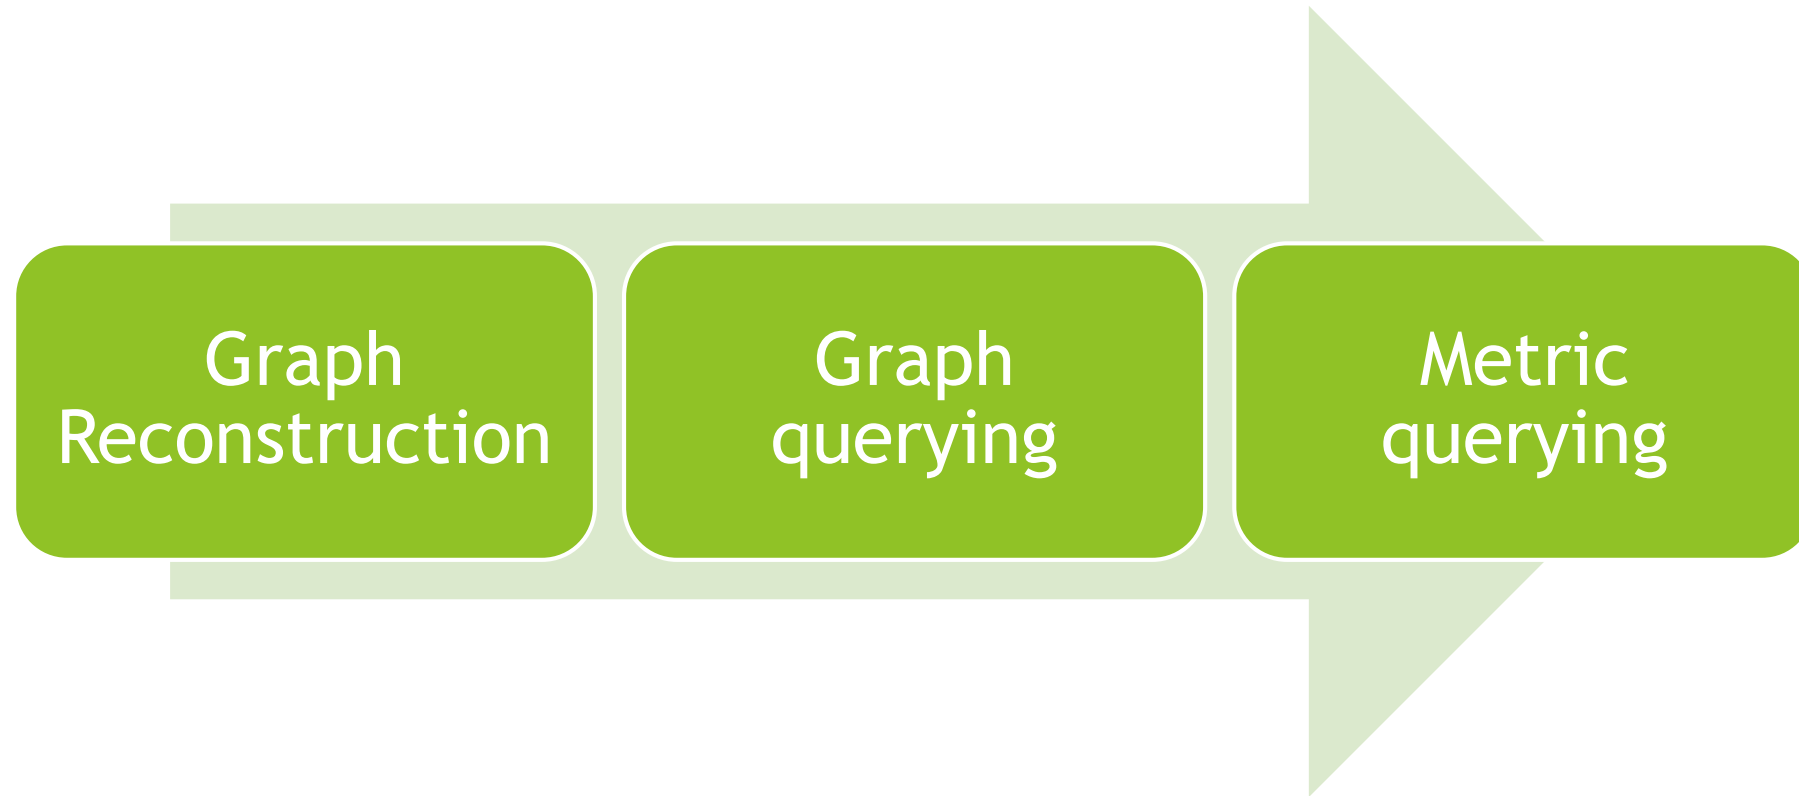 Graph
Reconstruction
Graph
querying
Metric
querying